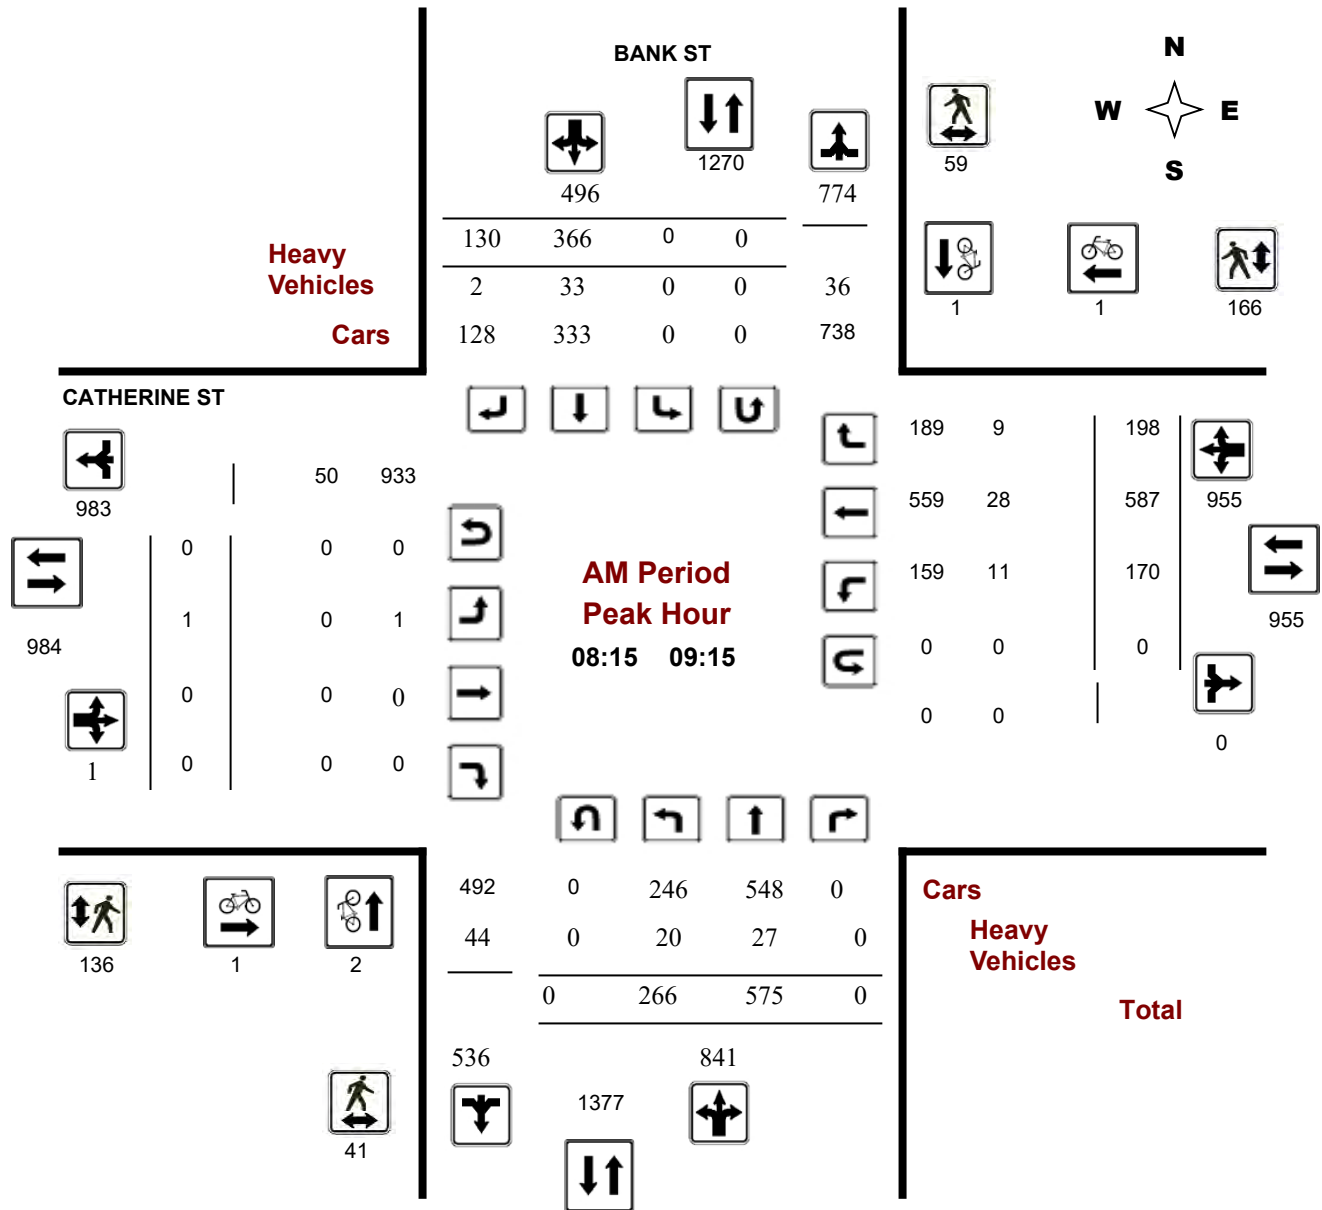 BANK ST
N
W E
S
1270
59
496 774
130 366 0 0
Heavy
Vehicles
2 33 0 0 36
1 1 166
Cars
128 333 0 0 738
CATHERINE ST
189 9 198
50 933
983
559 28 587 955
0 0 0
AM Period
159 11 170
1 0 1
Peak Hour
955
984
08:15 09:15
0 0 0
0 0 0
0 0
0
1
0 0 0
492 0 246 548 0
Cars
44 0 20 27 0
Heavy
Vehicles
136 1 2
0 266 575 0
Total
536 841
1377
41